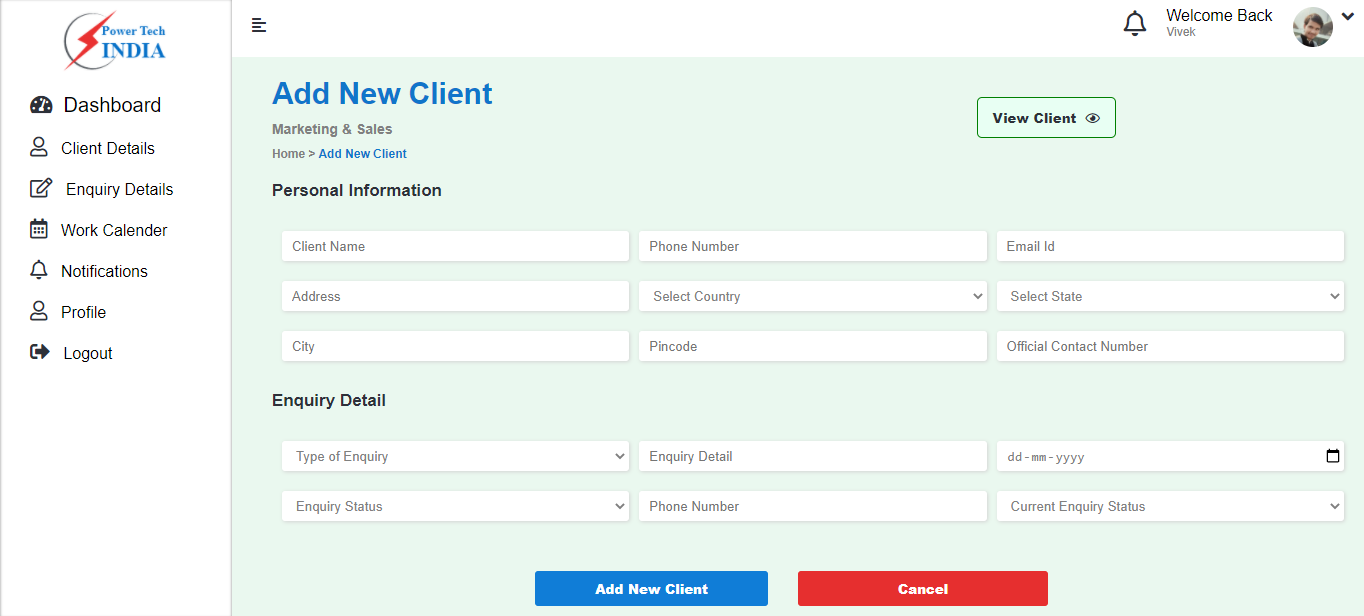 Power Tech
INDIA
Dashboard
Client Details
Enquiry Details
Work Calender
Notifications
Profile
Logout
Welcome Back
Vivek
Add New Client
View Client
Marketing & Sales
Home > Add New Client
Personal Information
Client Name Phone Number Email Id
Address Select Country Select State
City Pincode Official Contact Number
Enquiry Detail
Type of Enquiry Enquiry Detail dd-mm-yyyy
Enquiry Status Phone Number Current Enquiry Status
Add New Client Cancel